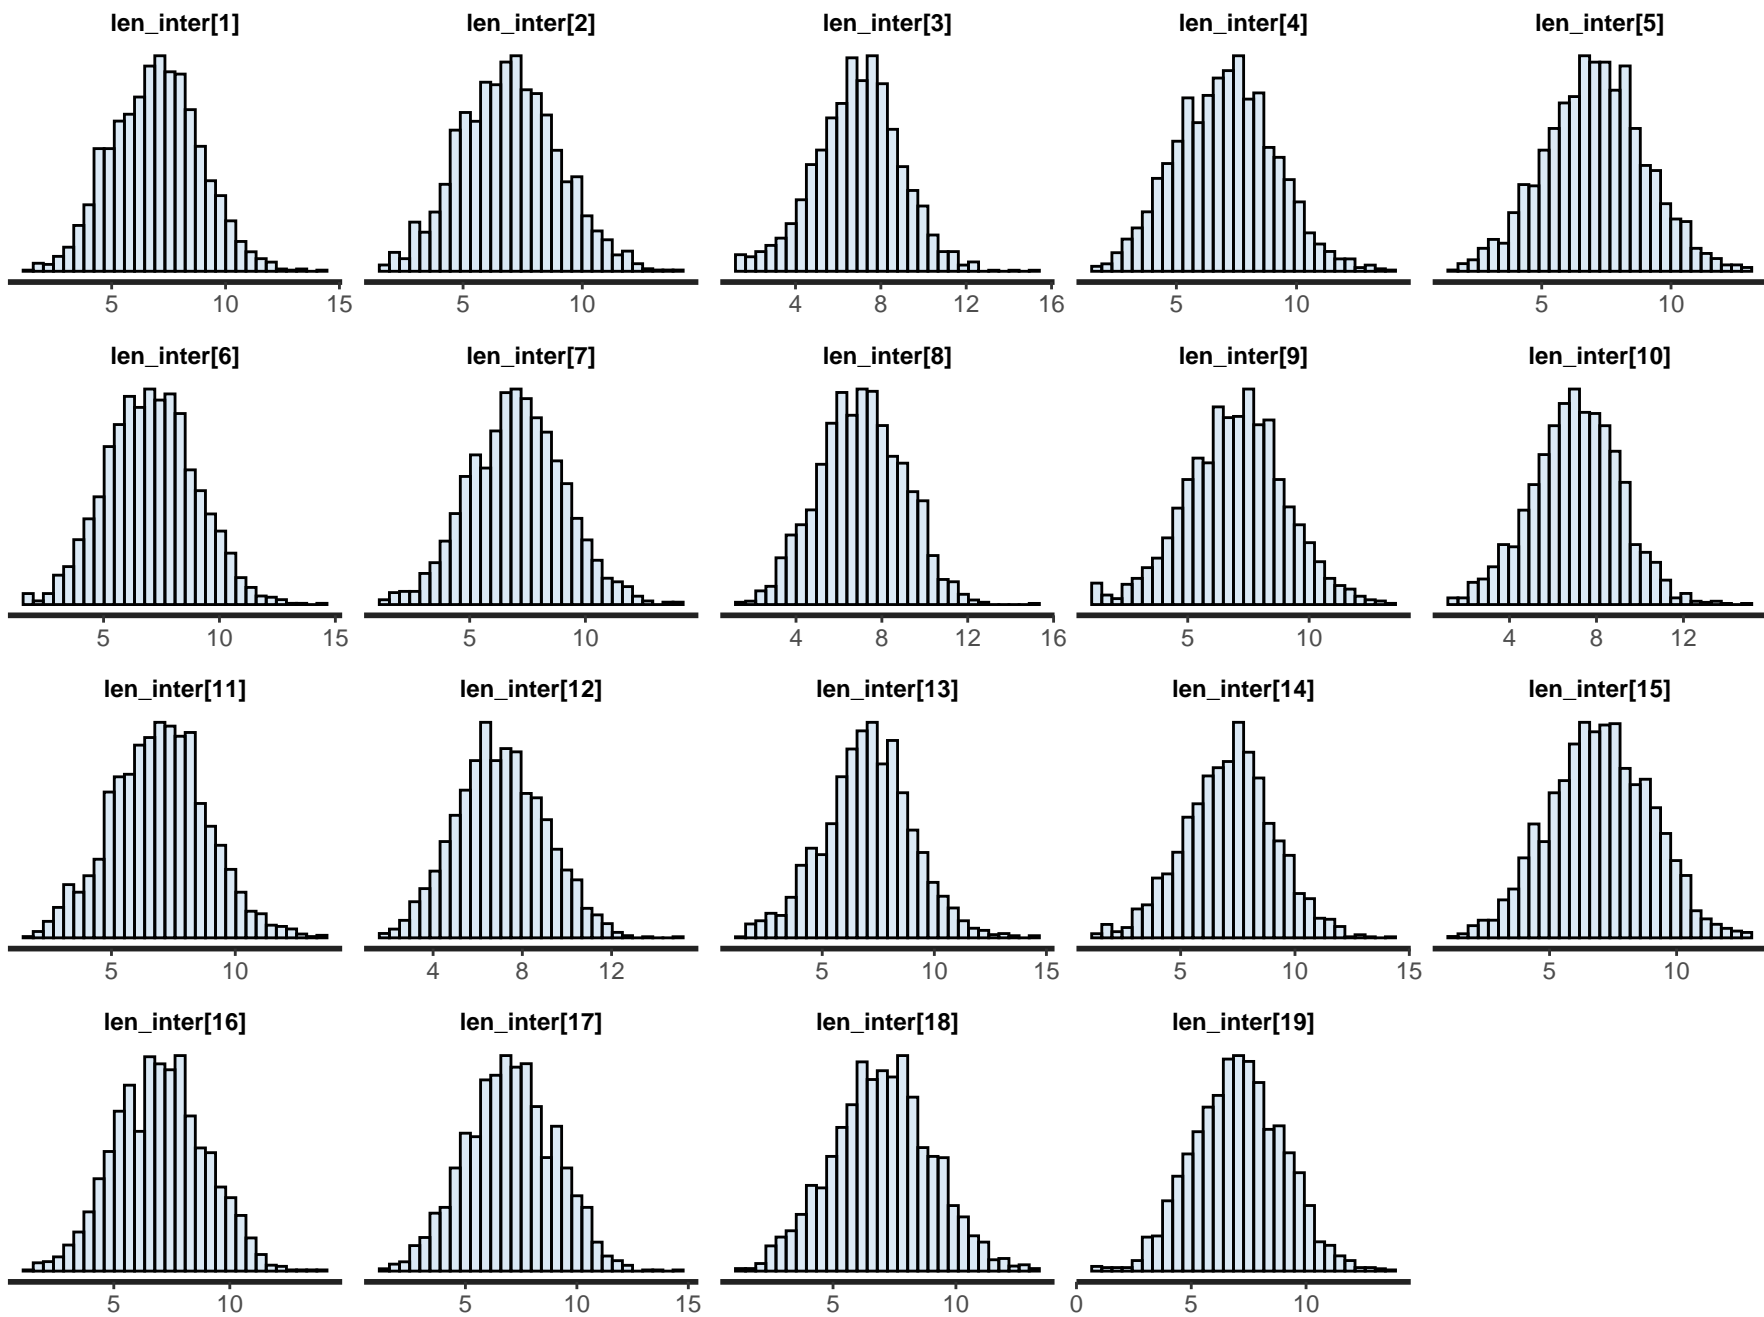 len_inter[1] len_inter[2] len_inter[3] len_inter[4] len_inter[5]
5 10 15 5 10 4 8 12 16 5 10 5 10
len_inter[6] len_inter[7] len_inter[8] len_inter[9] len_inter[10]
5 10 15 5 10 4 8 12 16 5 10 4 8 12
len_inter[11] len_inter[12] len_inter[13] len_inter[14] len_inter[15]
5 10 4 8 12 5 10 15 5 10 15 5 10
len_inter[16] len_inter[17] len_inter[18] len_inter[19]
5 10 5 10 15 5 10 0 5 10